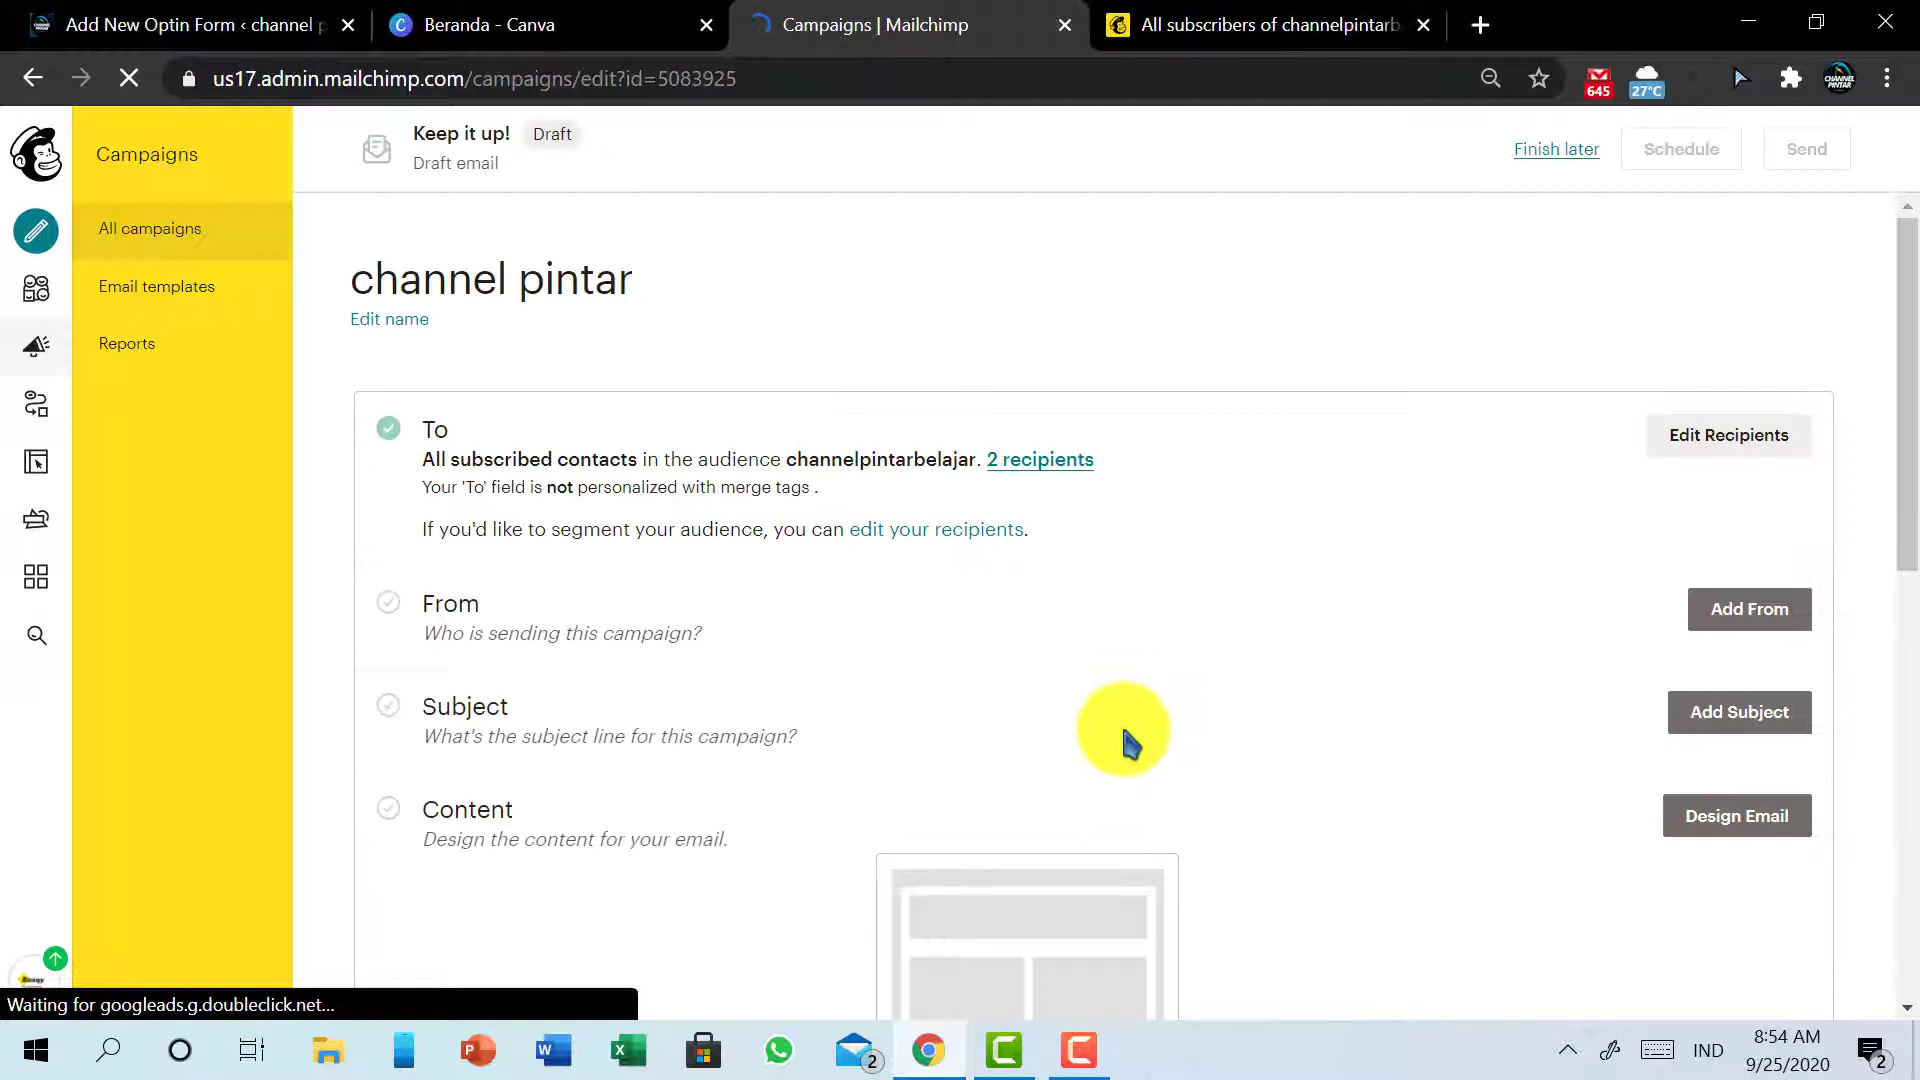 Add New Optin Form ‹ channel p
Beranda - Canva
Campaigns | Mailchimp
All subscribers of channelpintarb
us17.admin.mailchimp.com/campaigns/edit?id=5083925
645
27°C
Campaigns
All campaigns
Email templates
Reports
Keep it up!
Draft
Draft email
Finish later
Schedule
Send
channel pintar
Edit name
To
All subscribed contacts in the audience channelpintarbelajar. 2 recipients
Your 'To' field is not personalized with merge tags .
If you'd like to segment your audience, you can edit your recipients.
Edit Recipients
From
Who is sending this campaign?
Add From
Subject
What's the subject line for this campaign?
Add Subject
Content
Design the content for your email.
Design Email
Waiting for googleads.g.doubleclick.net...
2
IND
8:54 AM
9/25/2020
2